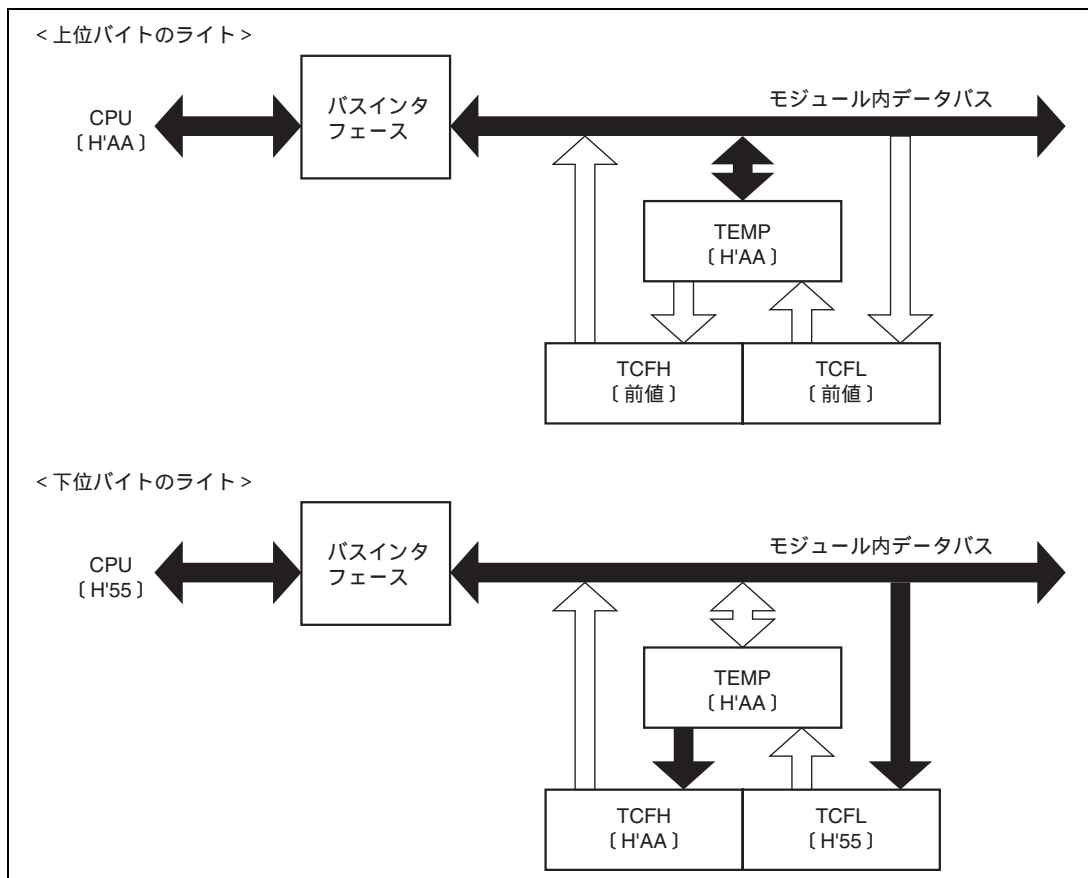 <上位バイトのライト>
CPU
〔H'AA〕
バスインタ
フェース
モジュール内データバス
TEMP
〔H'AA〕
TCFH
〔前値〕
TCFL
〔前値〕
<下位バイトのライト>
CPU
〔H'55〕
バスインタ
フェース
モジュール内データバス
TEMP
〔H'AA〕
TCFH
〔H'AA〕
TCFL
〔H'55〕